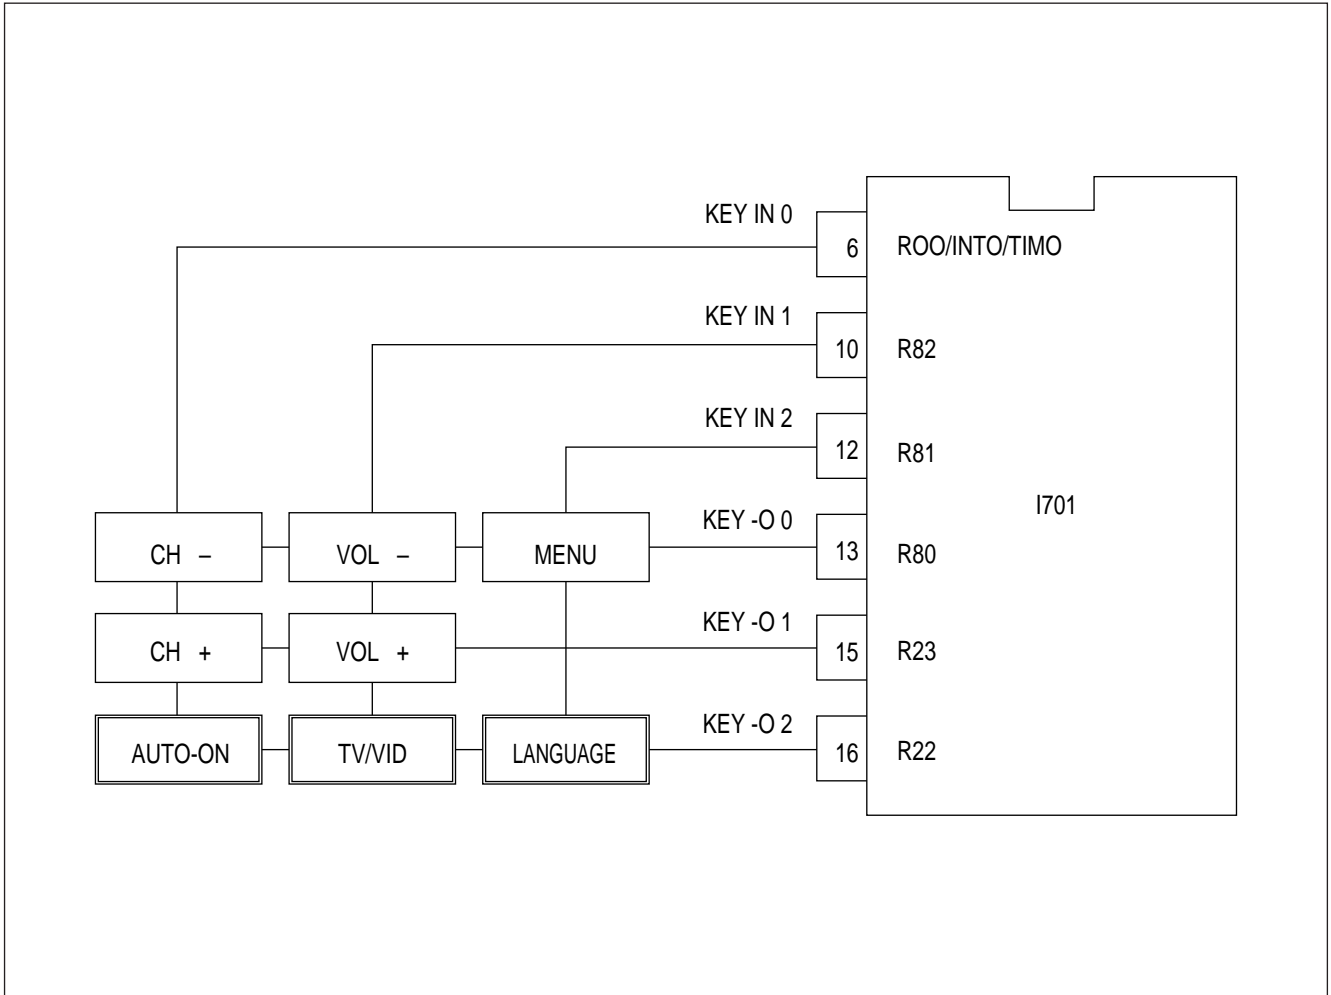 KEY IN 0
6 ROO/INTO/TIMO
KEY IN 1
10 R82
KEY IN 2
12 R81
I701
KEY -O 0
CH – VOL – MENU 13 R80
KEY -O 1
CH + VOL + 15 R23
KEY -O 2
AUTO-ON TV/VID LANGUAGE 16 R22